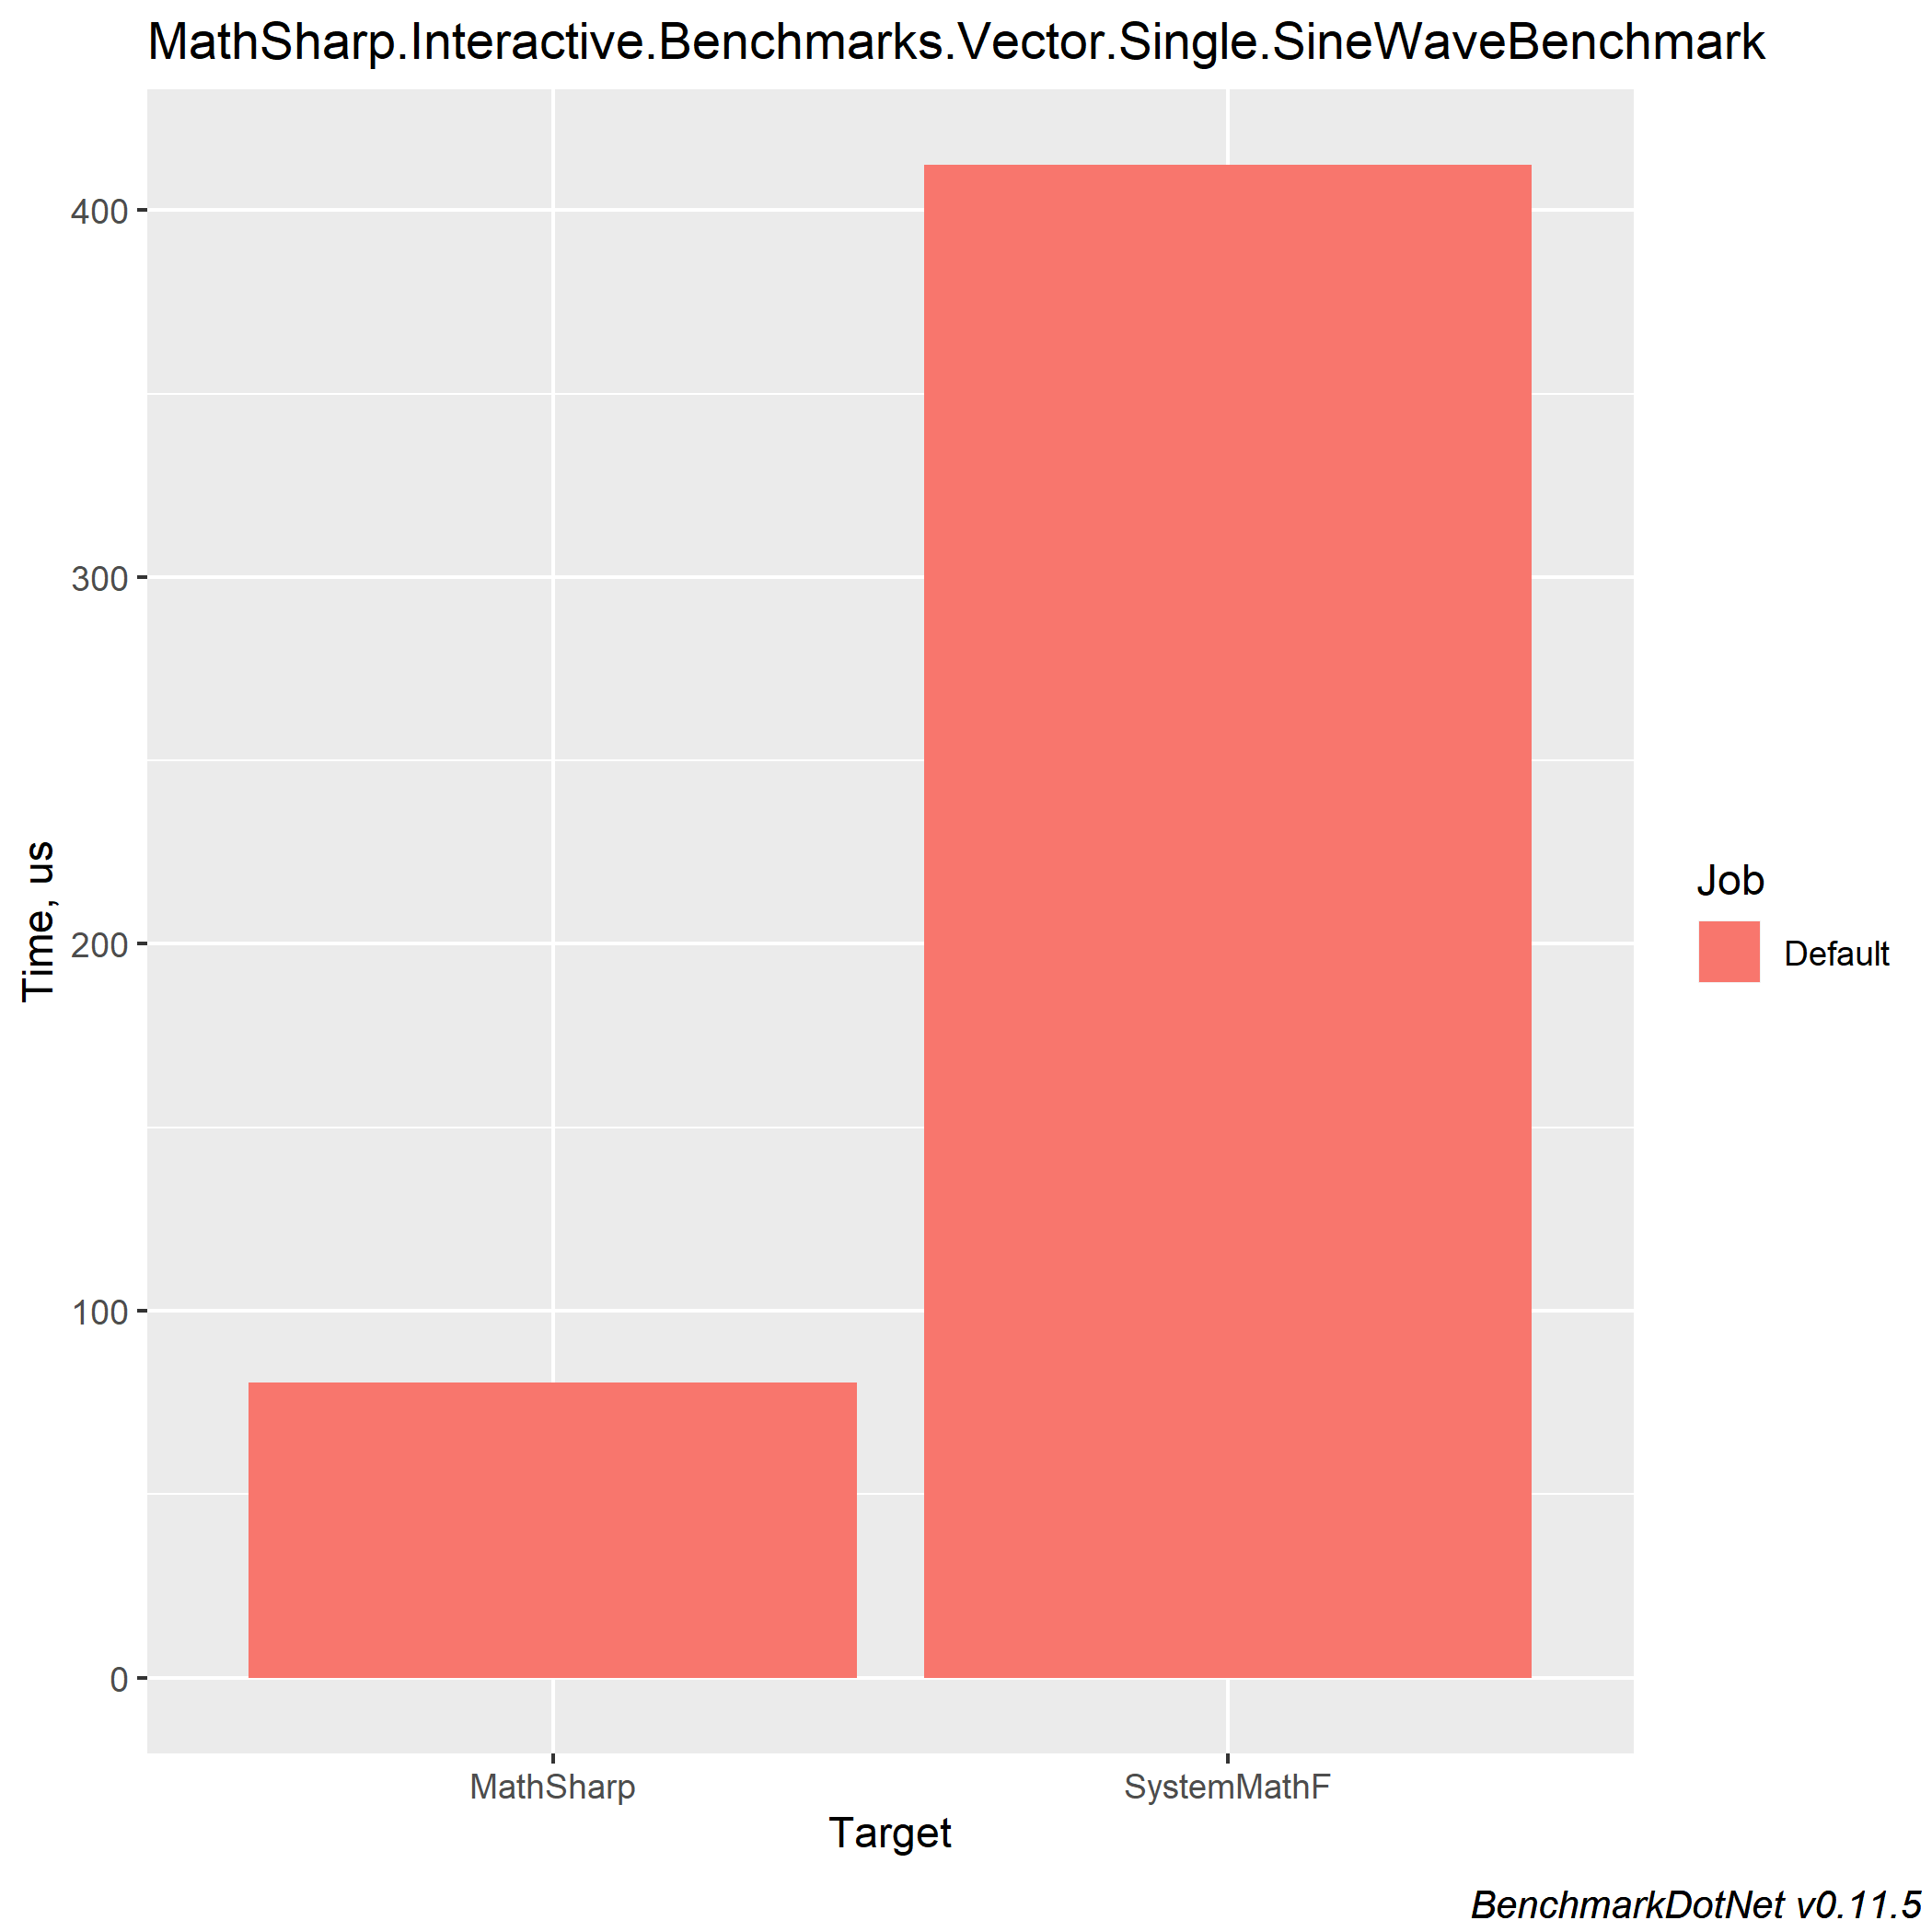 MathSharp.Interactive.Benchmarks.Vector.Single.SineWaveBenchmark
400
300
200
100
0
Time, us
MathSharp
SystemMathF
Target
Job
Default
BenchmarkDotNet v0.11.5